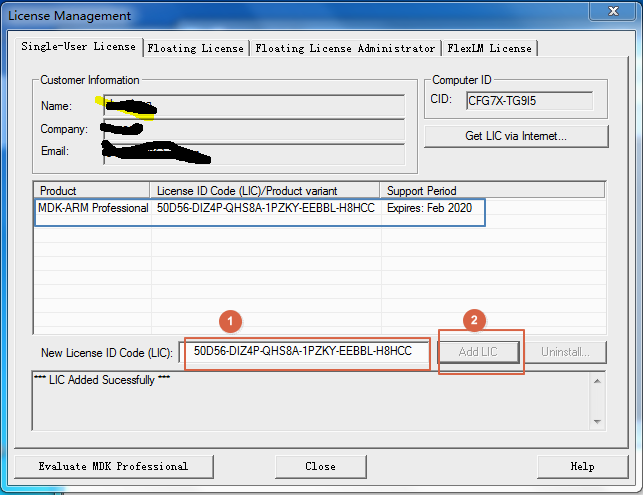 License Management
Single-User License Floating License Floating License Administrator FlexLM License
Customer Information
Name:
Company:
Email:
Computer ID
CID: CFG7X-TG9I5
Get LIC via Internet...
Product License ID Code (LIC)/Product variant Support Period
MDK-ARM Professional 50D56-DIZ4P-QHS8A-1PZKY-EEBBL-H8HCC Expires: Feb 2020
1 2
New License ID Code (LIC): 50D56-DIZ4P-QHS8A-1PZKY-EEBBL-H8HCC Add LIC Uninstall...
*** LIC Added Sucessfully ***
Evaluate MDK Professional Close Help